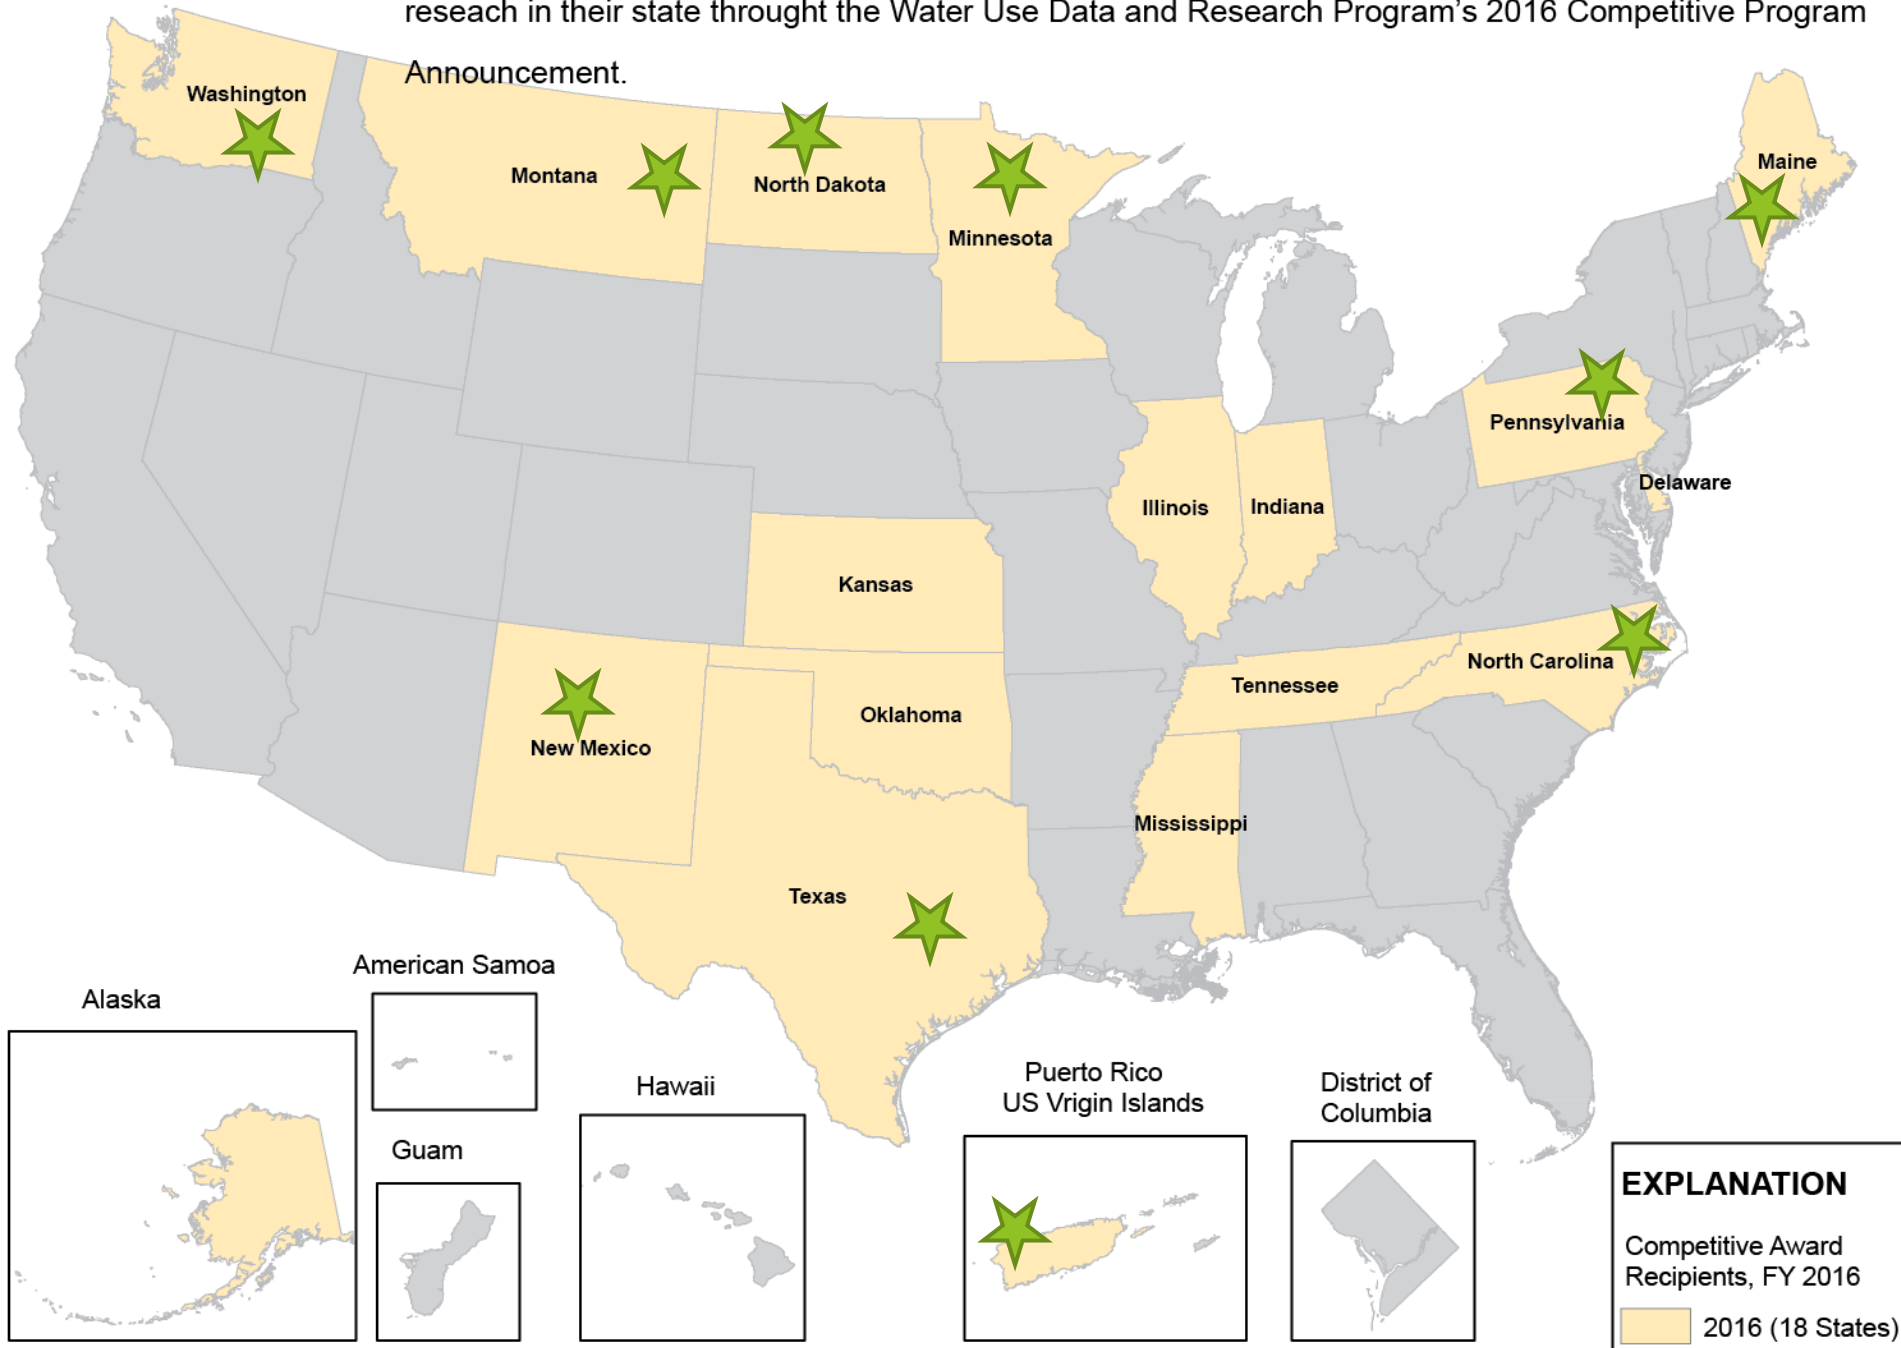 reseach in their state throught the Water Use Data and Research Program's 2016 Competitive Program
Announcement.
Washington
Montana
North Dakota
Minnesota
Maine
Pennsylvania
Delaware
Illinois
Indiana
Kansas
North Carolina
Tennessee
Oklahoma
New Mexico
Mississippi
Texas
American Samoa
Alaska
Hawaii
Guam
Puerto Rico
US Vrigin Islands
District of
Columbia
EXPLANATION
Competitive Award
Recipients, FY 2016
2016 (18 States)